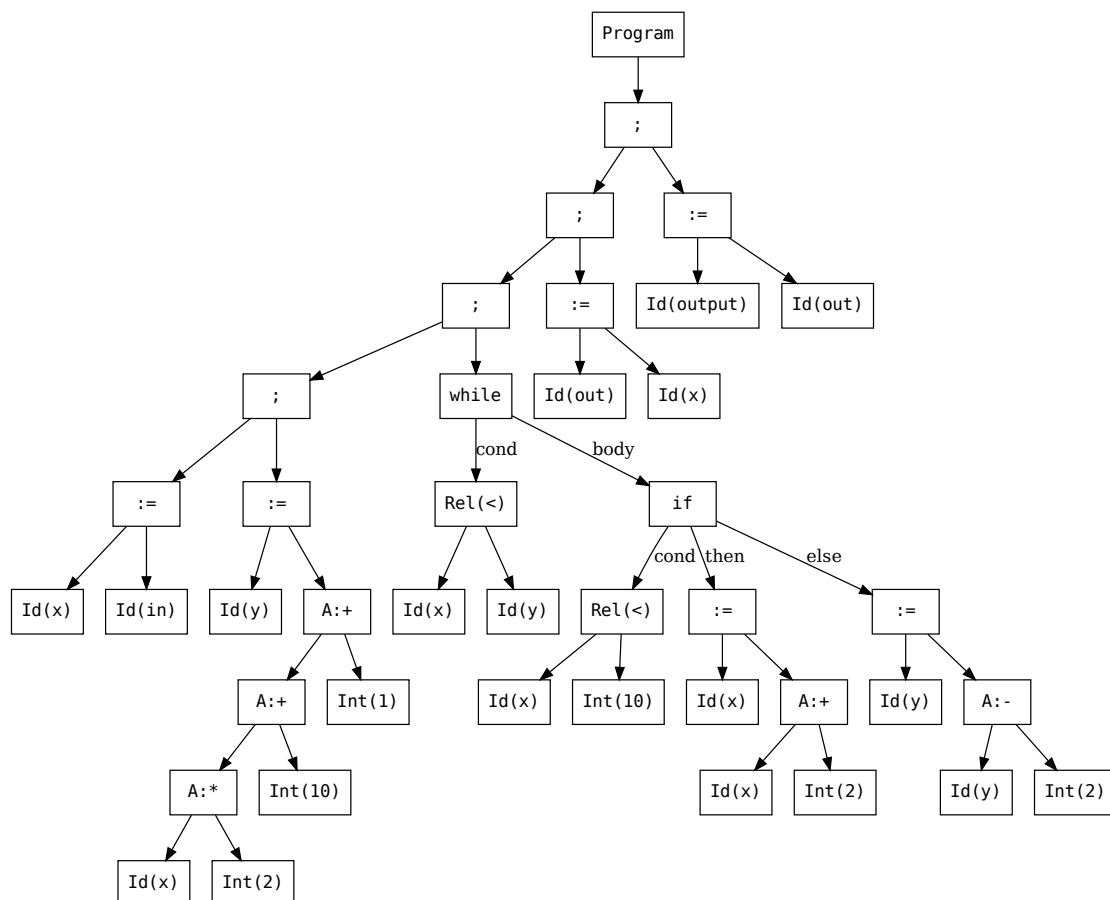 Program
;
; :=
; := Id(output) Id(out)
; while Id(out) Id(x)
cond body
:= := Rel(<) if
cond then else
Id(x) Id(in) Id(y) A:+ Id(x) Id(y) Rel(<) := :=
A:+ Int(1) Id(x) Int(10) Id(x) A:+ Id(y) A:-
A:* Int(10) Id(x) Int(2) Id(y) Int(2)
Id(x) Int(2)